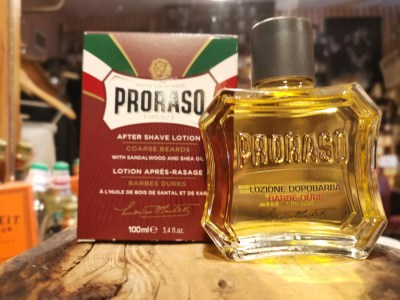 PRORASO
FIRENZE
AFTER SHAVE LOTION
COARSE BEARDS
WITH SANDALWOOD AND SHEA OIL
LOTION APRÈS-RASAGE
BARBES DURES
À L'HUILE DE BOIS DE SANTAL ET DE KAR
100ml e 3.4 fl.oz.
PRORASO
LOZIONE DOPOBARBA
BARBE DURE